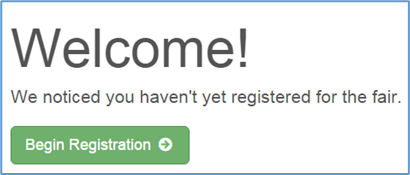 Welcome!
We noticed you haven't yet registered for the fair.
Begin Registration